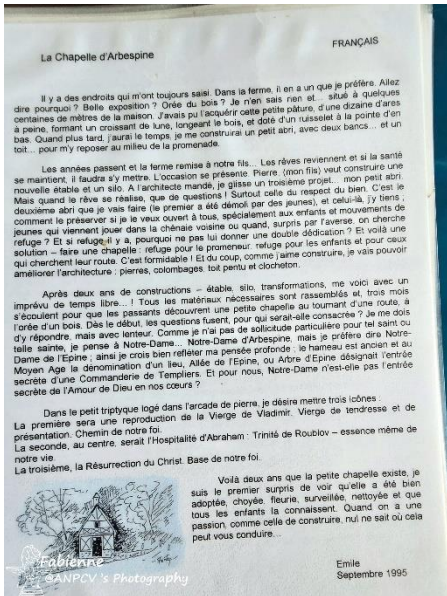 FRANÇAIS
La Chapelle d'Arbespine
Il y a des endroits qui m'ont toujours saisi. Dans la ferme, il en a un que je préfère. Allez
dire pourquoi ? Belle exposition ? Orée du bois ? Je n'en sais rien et... situé à quelques
centaines de mètres de la maison. J'avais pu l'acquérir cette petite pâture, d'une dizaine d'ares
à peine, formant un croissant de lune, longeant le bois, et doté d'un ruisselet à la pointe d'en
bas. Quand plus tard, j'aurai le temps, je me construirai un petit abri, avec deux bancs... et un
toit... pour m'y reposer au milieu de la promenade.
Les années passent et la ferme remise à notre fils... Les rêves reviennent et si la santé
se maintient, il faudra s'y mettre. L'occasion se présente. Pierre (mon fils) veut construire une
nouvelle étable et un silo. A l'architecte mandé, je glisse un troisième projet... mon petit abri.
Mais quand le rêve se réalise, que de questions ! Surtout celle du respect du bien. C'est le
deuxième abri que je vais faire (le premier a été démoli par des jeunes), et celui-là, j'y tiens ;
comment le préserver si je le veux ouvert à tous, spécialement aux enfants et mouvements de
jeunes qui viennent jouer dans la chênaie voisine ou quand, surpris par l'averse, on cherche
refuge ? Et si refuge il y a, pourquoi ne pas lui donner une double dédication ? Et voilà une
solution – faire une chapelle : refuge pour le promeneur, refuge pour les enfants et pour ceux
qui cherchent leur route. C'est formidable ! Et du coup, comme j'aime construire, je vais pouvoir
améliorer l'architecture : pierres, colombages, toit pentu et clocheton.
Après deux ans de constructions – étable, silo, transformations, me voici avec un
imprévu de temps libre... ! Tous les matériaux nécessaires sont rassemblés et, trois mois
s'écoulent pour que les passants découvrent une petite chapelle au tournant d'une route, à
l'orée d'un bois. Dès le début, les questions fusent, pour qui serait-elle consacrée ? Je me dois
d'y répondre, mais avec lenteur. Comme je n'ai pas de sollicitude particulière pour tel saint ou
telle sainte, je pense à Notre-Dame... Notre-Dame d'Arbespine, mais je préfère dire Notre-
Dame de l'Epine ; ainsi je crois bien refléter ma pensée profonde ; le hameau est ancien et au
Moyen Age la dénomination d'un lieu, Allée de l'Epine, ou Arbre d'Epine désignait l'entrée
secrète d'une Commanderie de Templiers. Et pour nous, Notre-Dame n'est-elle pas l'entrée
secrète de l'Amour de Dieu en nos cœurs ?
Dans le petit triptyque logé dans l'arcade de pierre, je désire mettre trois icônes :
La première sera une reproduction de la Vierge de Vladimir. Vierge de tendresse et de
présentation. Chemin de notre foi.
La seconde, au centre, serait l'Hospitalité d'Abraham : Trinité de Roublov – essence même de
notre vie.
La troisième, la Résurrection du Christ. Base de notre foi.
Voilà deux ans que la petite chapelle existe, je
suis le premier surpris de voir qu'elle a été bien
adoptée, choyée, fleurie, surveillée, nettoyée et que
tous les enfants la connaissent. Quand on a une
passion, comme celle de construire, nul ne sait où cela
peut vous conduire...
Emile
Septembre 1995
Fabienne
@ANPCV 's Photography